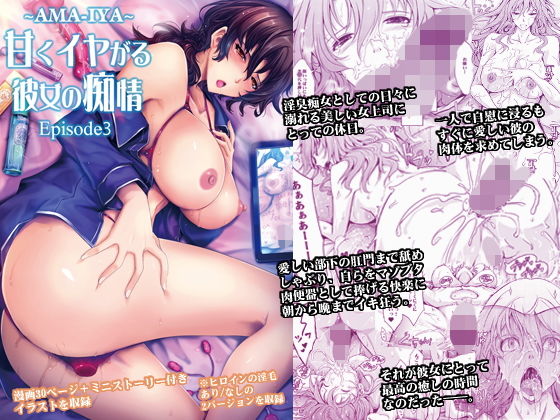 ~AMA-IYA~
甘くイヤがる
彼女の痴情
Episode3
漫画30ページ+ミニストーリー付き
イラストを収録
※ヒロインの淫毛
あり/なしの
2バージョンを収録
淫臭痴女としての日々に
溺れる美しい女上司に
とっての休日。
一人で自慰に浸るも
すぐに愛しい彼の
肉体を求めてしまう。
あぁあぁあーー
愛しい部下の肛門まで舐め
しゃぶり、自らをマゾブタ
肉便器として捧げる快楽に
朝から晩までイキ狂う。
それが彼女にとって
最高の癒しの時間
なのだった――。